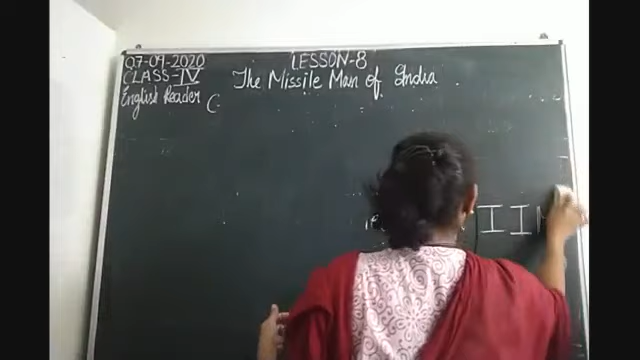 07-09-2020
CLASS-IV
English Reader
LESSON-8
The Missile Man of India
C
I I